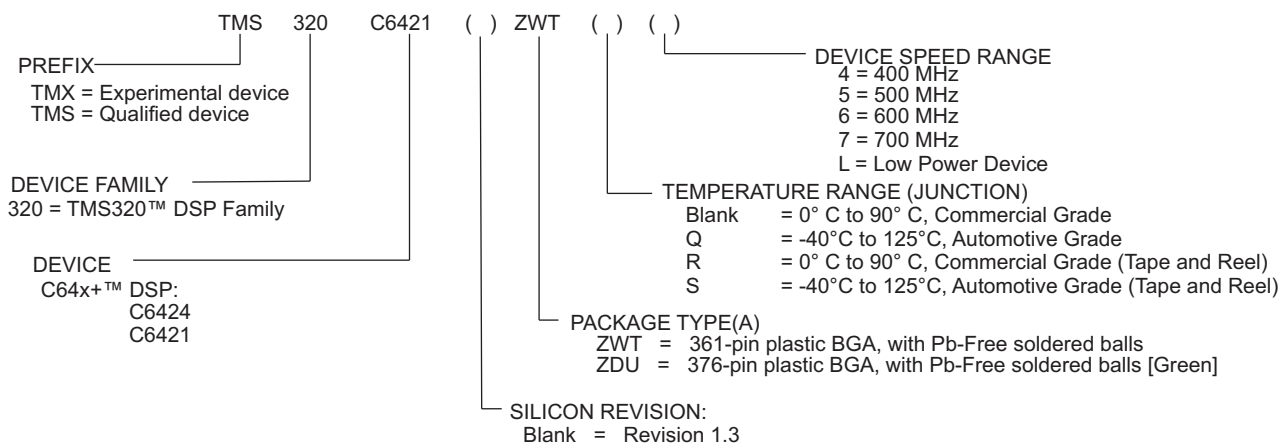 TMS 320 C6421 ( ) ZWT ( ) ( )
PREFIX
TMX = Experimental device
TMS = Qualified device
DEVICE SPEED RANGE
4 = 400 MHz
5 = 500 MHz
6 = 600 MHz
7 = 700 MHz
L = Low Power Device
DEVICE FAMILY
320 = TMS320™ DSP Family
TEMPERATURE RANGE (JUNCTION)
Blank = 0° C to 90° C, Commercial Grade
Q = -40°C to 125°C, Automotive Grade
R = 0° C to 90° C, Commercial Grade (Tape and Reel)
S = -40°C to 125°C, Automotive Grade (Tape and Reel)
DEVICE
C64x+™ DSP:
C6424
C6421
PACKAGE TYPE(A)
ZWT = 361-pin plastic BGA, with Pb-Free soldered balls
ZDU = 376-pin plastic BGA, with Pb-Free soldered balls [Green]
SILICON REVISION:
Blank = Revision 1.3